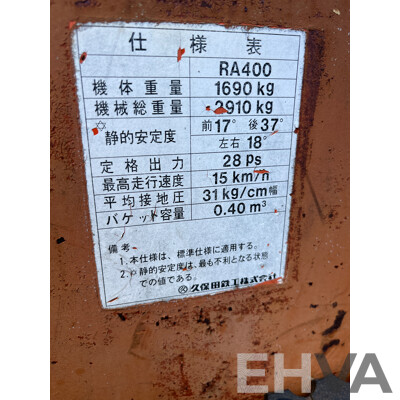 仕様表
RA400
機体重量 1690 kg
機械総重量 2910 kg
静的安定度 前17° 後37°
左右 18°
定格出力 28 PS
最高走行速度 15 km/h
平均接地圧 31 kg/cm幅
バケット容量 0.40 m³
備考
1.本仕様は、標準仕様に適用する。
2.ρ静的安定度は、最も不利となる状態
での値である。
久保田鉄工株式会社
EHVA